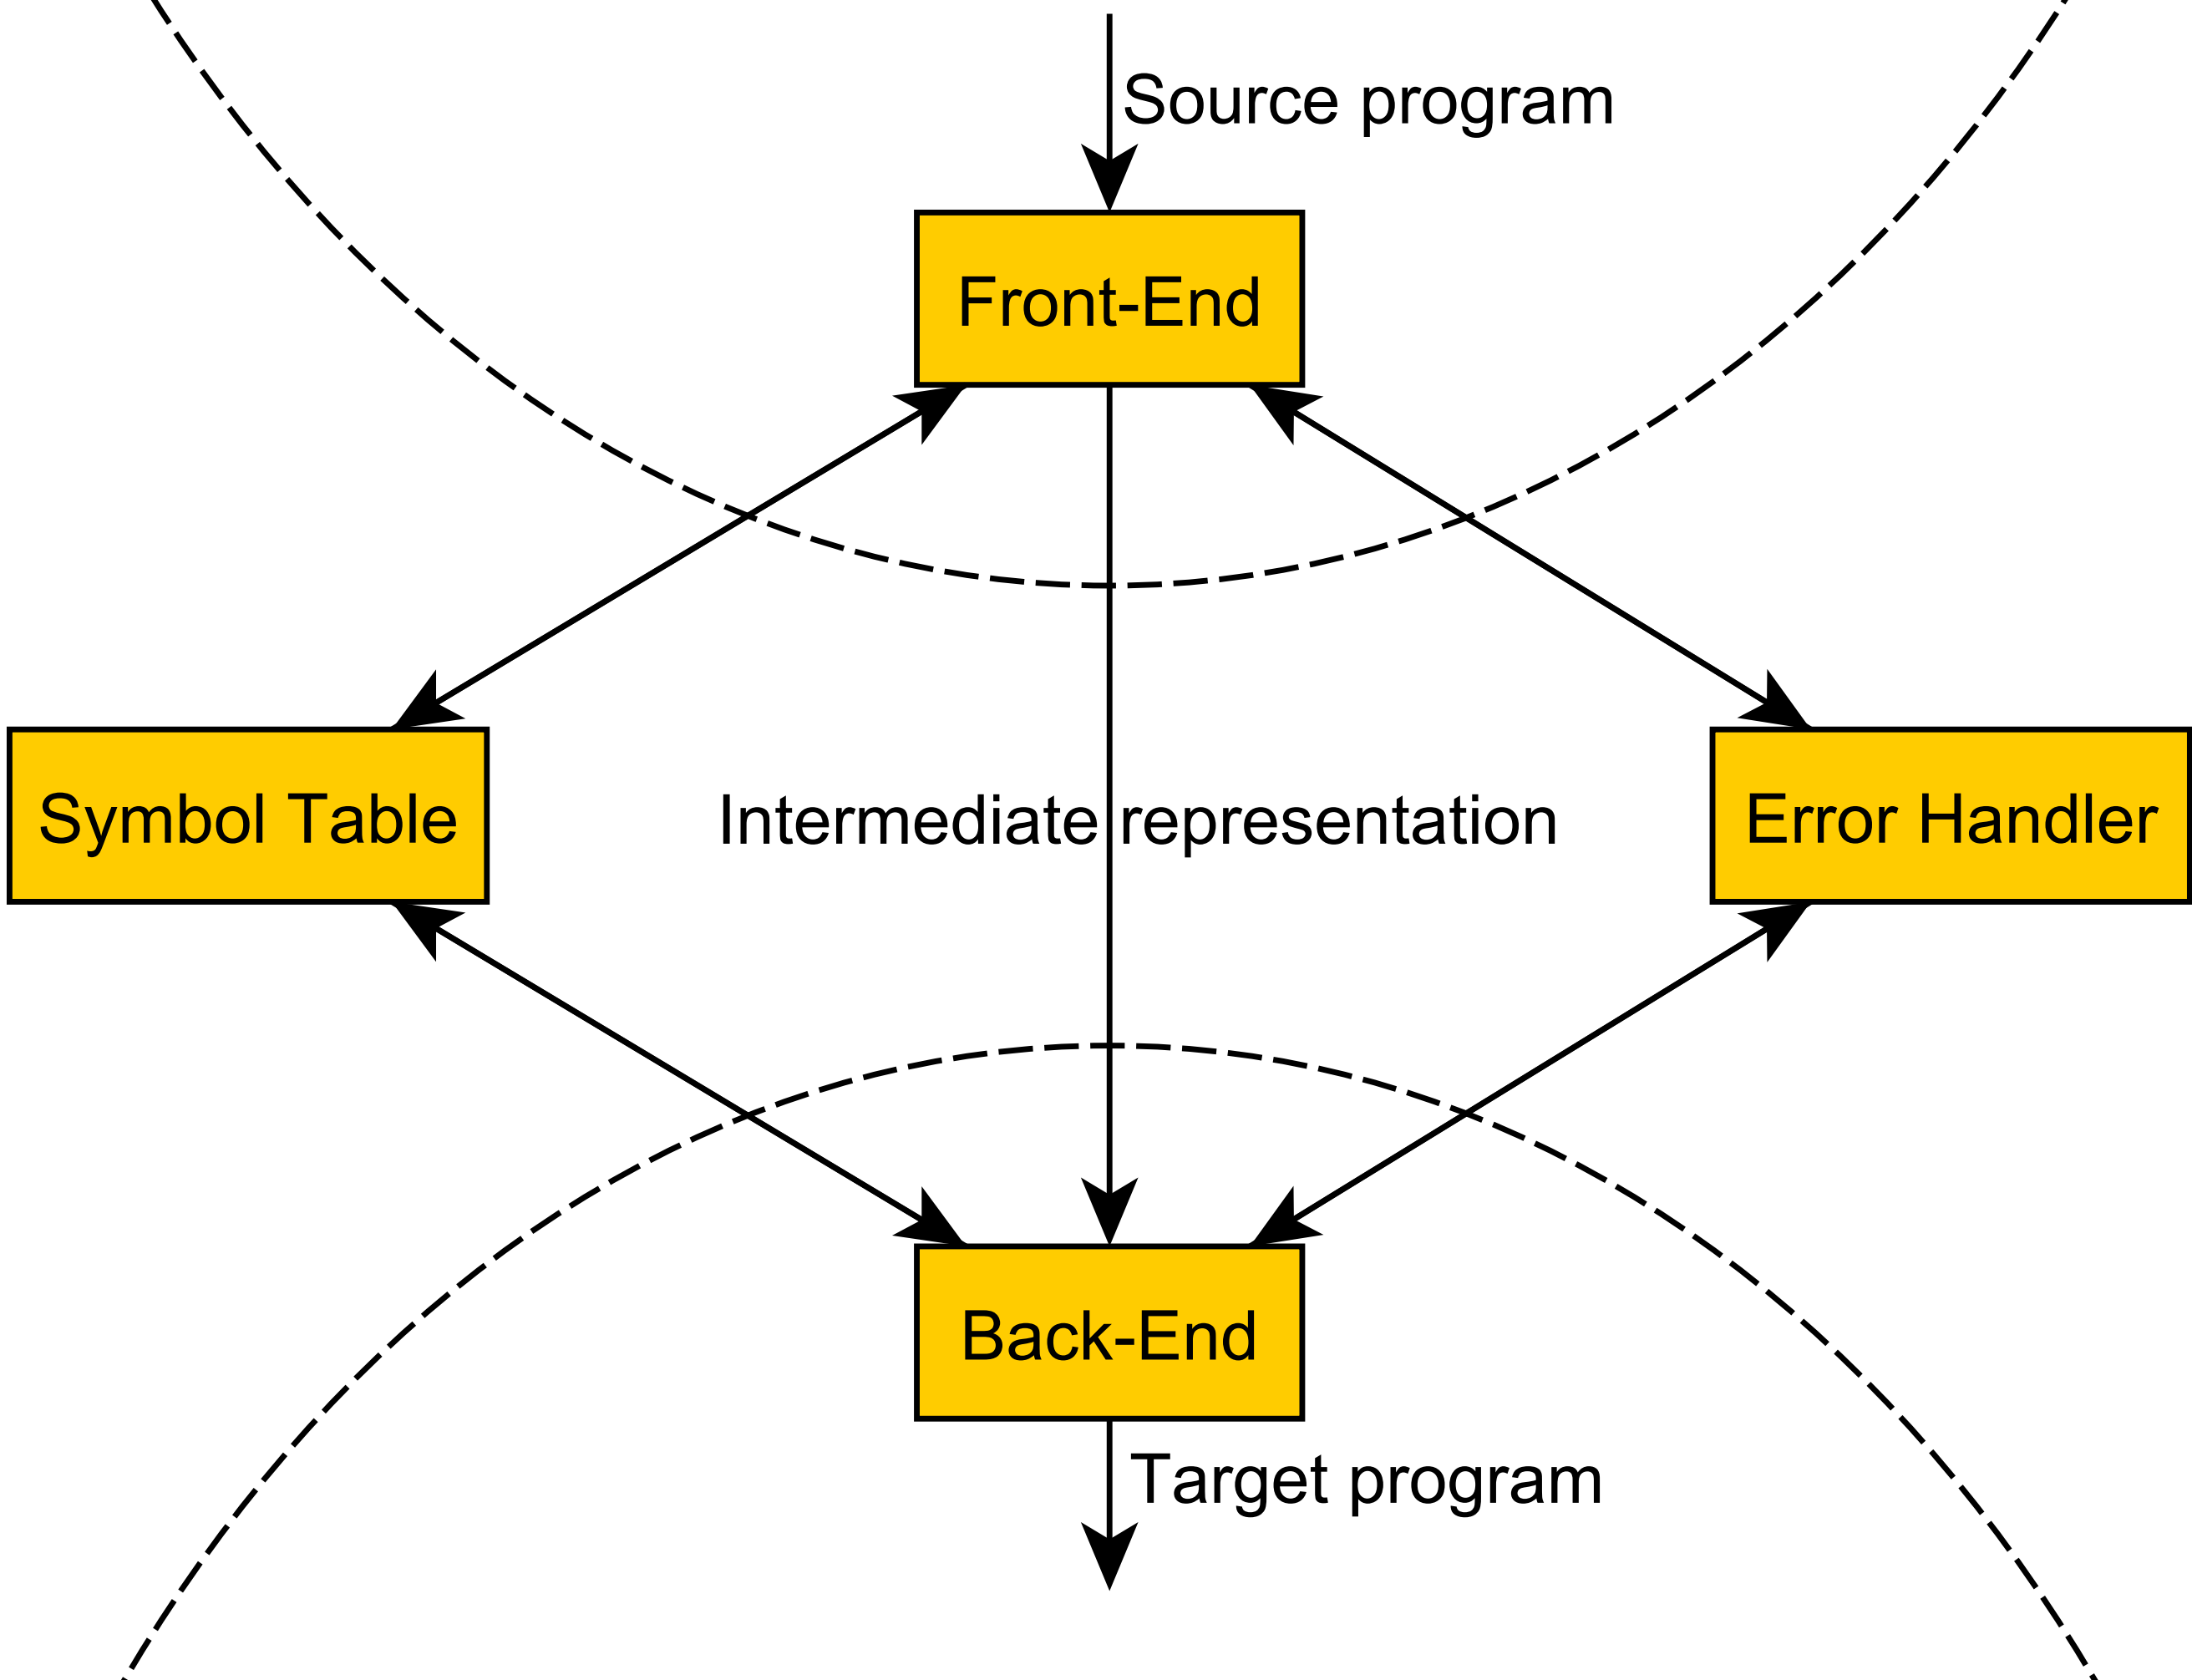 Source program
Front-End
Symbol Table
Intermediate representation
Error Handler
Back-End
Target program